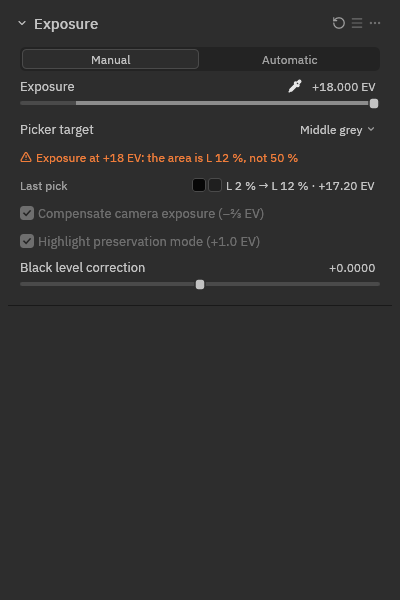 Exposure
Manual
Automatic
Exposure +18.000 EV
Picker target Middle grey
Exposure at +18 EV: the area is L 12 %, not 50 %
Last pick L 2 % → L 12 % · +17.20 EV
Compensate camera exposure (−⅔ EV)
Highlight preservation mode (+1.0 EV)
Black level correction +0.0000